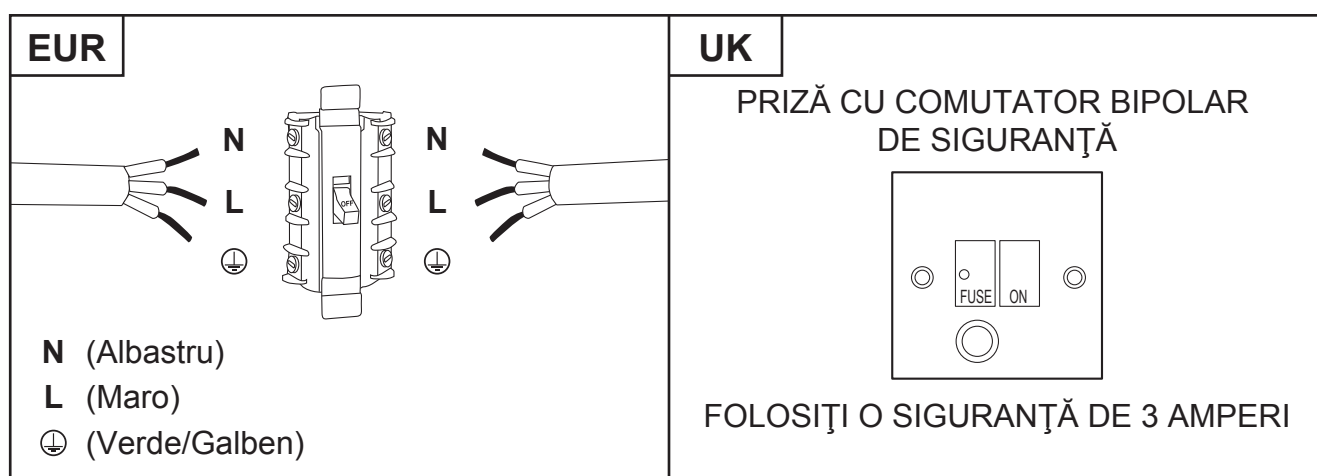 EUR
N
N
L
OFF
L
N (Albastru)
L (Maro)
(Verde/Galben)
UK
PRIZĂ CU COMUTATOR BIPOLAR
DE SIGURANŢĂ
FUSE
ON
FOLOSIŢI O SIGURANŢĂ DE 3 AMPERI